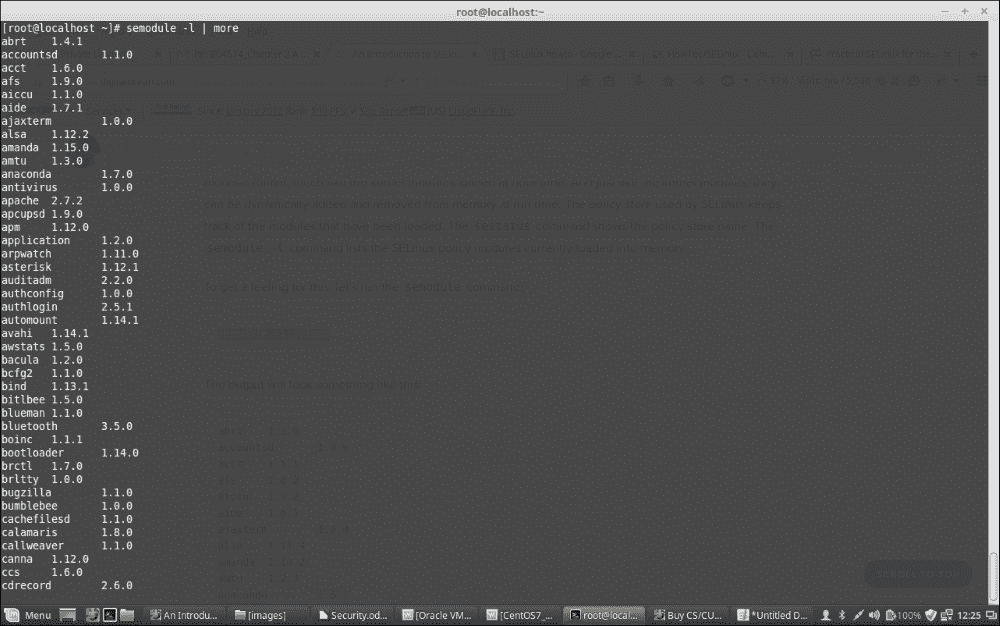 root@localhost:~
[root@localhost ~]# semodule -l | more
abrt 1.4.1
accountsd 1.1.0
acct 1.6.0
afs 1.9.0
aiccu 1.1.0
aide 1.7.1
ajaxterm 1.0.0
alsa 1.12.2
amanda 1.15.0
amtu 1.3.0
anaconda 1.7.0
antivirus 1.0.0
apache 2.7.2
apcupsd 1.9.0
apm 1.12.0
application 1.2.0
arpwatch 1.11.0
asterisk 1.12.1
auditadm 2.2.0
authconfig 1.0.0
authlogin 2.5.1
automount 1.14.1
avahi 1.14.1
awstats 1.5.0
bacula 1.2.0
bcfg2 1.1.0
bind 1.13.1
bitlbee 1.5.0
blueman 1.1.0
bluetooth 3.5.0
boinc 1.1.1
bootloader 1.14.0
brctl 1.7.0
brltty 1.0.0
bugzilla 1.1.0
bumblebee 1.0.0
cachefilesd 1.1.0
calamaris 1.8.0
callweaver 1.1.0
canna 1.12.0
ccs 1.6.0
cdrecord 2.6.0
Menu An Introdu... [images] Security.od... [Oracle VM... [CentOS7_... root@local... Buy CS/CU... *Untitled D... 100% 12:25